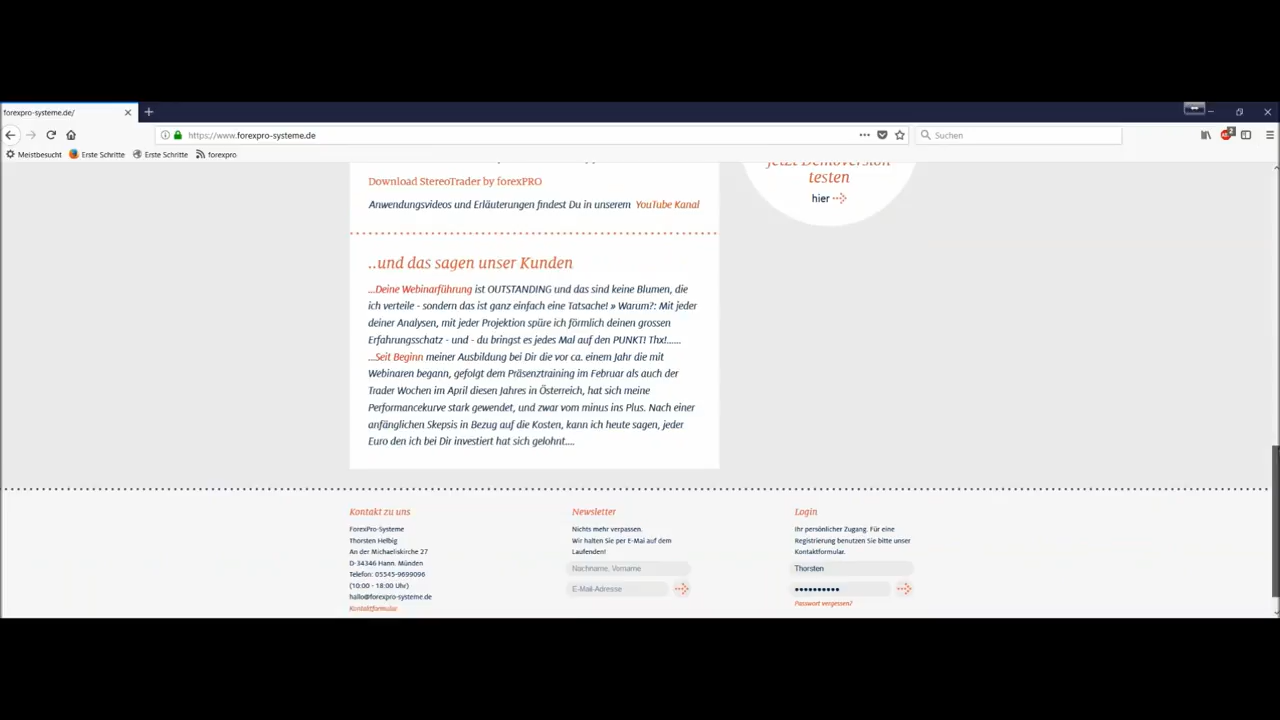 forexpro-systeme.de/
https://www.forexpro-systeme.de
Suchen
2
Meistbesucht
Erste Schritte
Erste Schritte
forexpro
Download StereoTrader by forexPRO
Anwendungsvideos und Erläuterungen findest Du in unserem YouTube Kanal
jetzt Demoversion
testen
hier
..und das sagen unser Kunden
...Deine Webinarführung ist OUTSTANDING und das sind keine Blumen, die
ich verteile - sondern das ist ganz einfach eine Tatsache! » Warum?: Mit jeder
deiner Analysen, mit jeder Projektion spüre ich förmlich deinen grossen
Erfahrungsschatz - und - du bringst es jedes Mal auf den PUNKT! Thx!......
...Seit Beginn meiner Ausbildung bei Dir die vor ca. einem Jahr die mit
Webinaren begann, gefolgt dem Präsenztraining im Februar als auch der
Trader Wochen im April diesen Jahres in Österreich, hat sich meine
Performancekurve stark gewendet, und zwar vom minus ins Plus. Nach einer
anfänglichen Skepsis in Bezug auf die Kosten, kann ich heute sagen, jeder
Euro den ich bei Dir investiert hat sich gelohnt....
Kontakt zu uns
ForexPro-Systeme
Thorsten Helbig
An der Michaeliskirche 27
D-34346 Hann. Münden
Telefon: 05545-9699096
(10:00 - 18:00 Uhr)
hallo@forexpro-systeme.de
Kontaktformular
Newsletter
Nichts mehr verpassen.
Wir halten Sie per E-Mai auf dem
Laufenden!
Nachname, Vorname
E-Mail-Adresse
Login
Ihr persönlicher Zugang. Für eine
Registrierung benutzen Sie bitte unser
Kontaktformular.
Thorsten
••••••••••
Passwort vergessen?